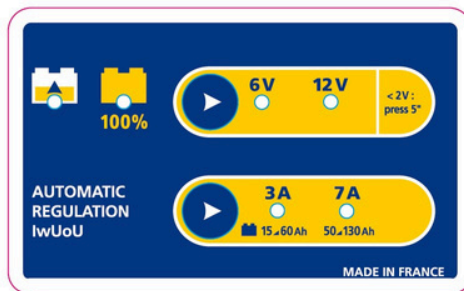 6V 12V
< 2V :
press 5"
100%
AUTOMATIC
REGULATION
IwUoU
3A 7A
15◢60Ah 50◢130Ah
MADE IN FRANCE